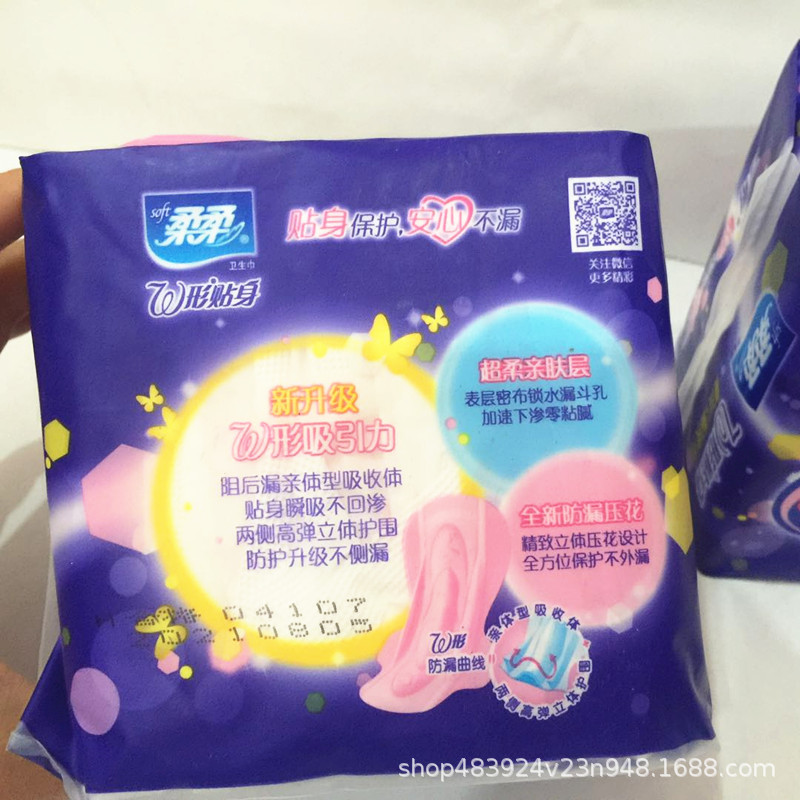 soft
柔柔
®
卫生巾
W形贴身
贴身保护,安心不漏
关注微信
更多精彩
新升级
W形吸引力
阻后漏亲体型吸收体
贴身瞬吸不回渗
两侧高弹立体护围
防护升级不侧漏
超柔亲肤层
表层密布锁水漏斗孔
加速下渗零粘腻
全新防漏压花
精致立体压花设计
全方位保护不外漏
# 04107
210805
W形
防漏曲线
亲体型吸收体
两侧高弹立体护围
柔柔
shop483924v23n948.1688.com